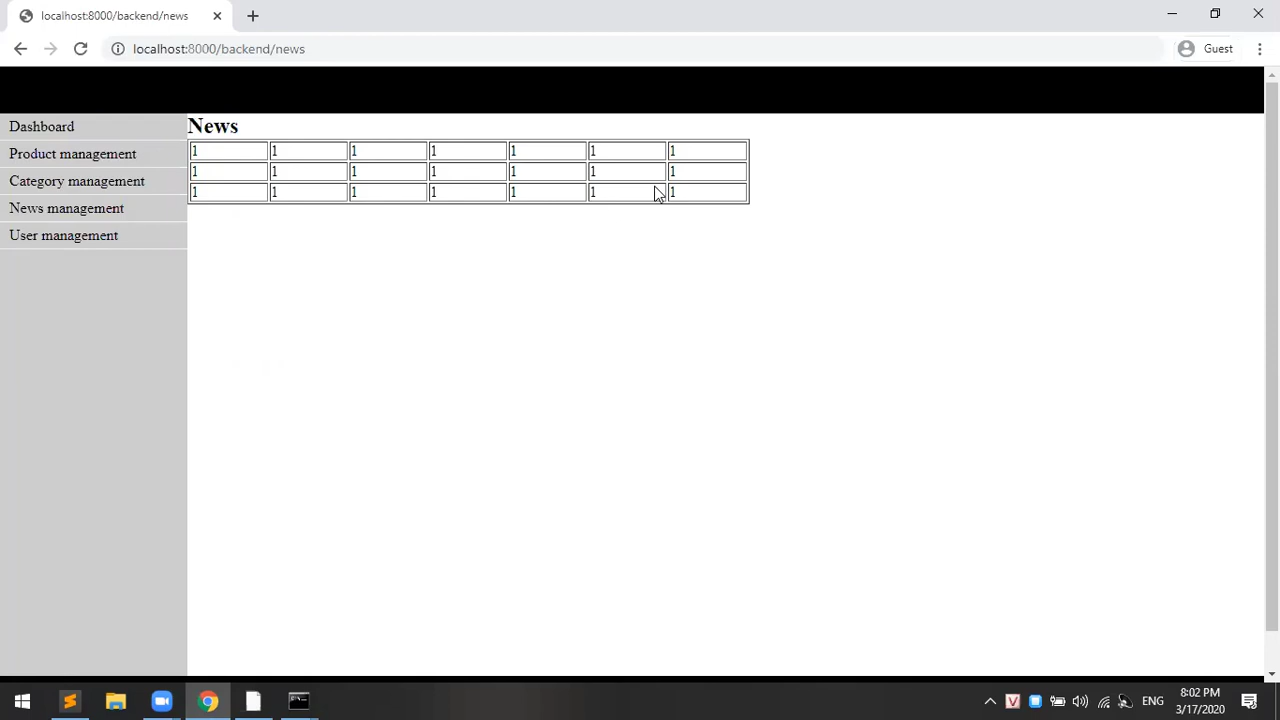 localhost:8000/backend/news
localhost:8000/backend/news
Guest
Dashboard
Product management
Category management
News management
User management
News
1 1 1 1 1 1 1
1 1 1 1 1 1 1
1 1 1 1 1 1 1
V
ENG
8:02 PM
3/17/2020